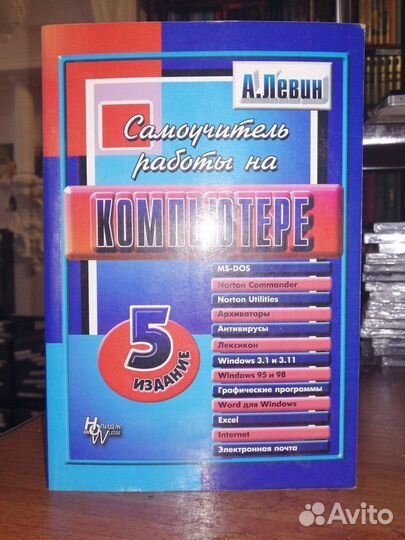 А.Левин
Самоучитель
работы на
КОМПЬЮТЕРЕ
MS-DOS
Norton Commander
Norton Utilities
Архиваторы
Антивирусы
Лексикон
Windows 3.1 и 3.11
Windows 95 и 98
Графические программы
Word для Windows
Excel
Internet
Электронная почта
5
ИЗДАНИЕ
Avito